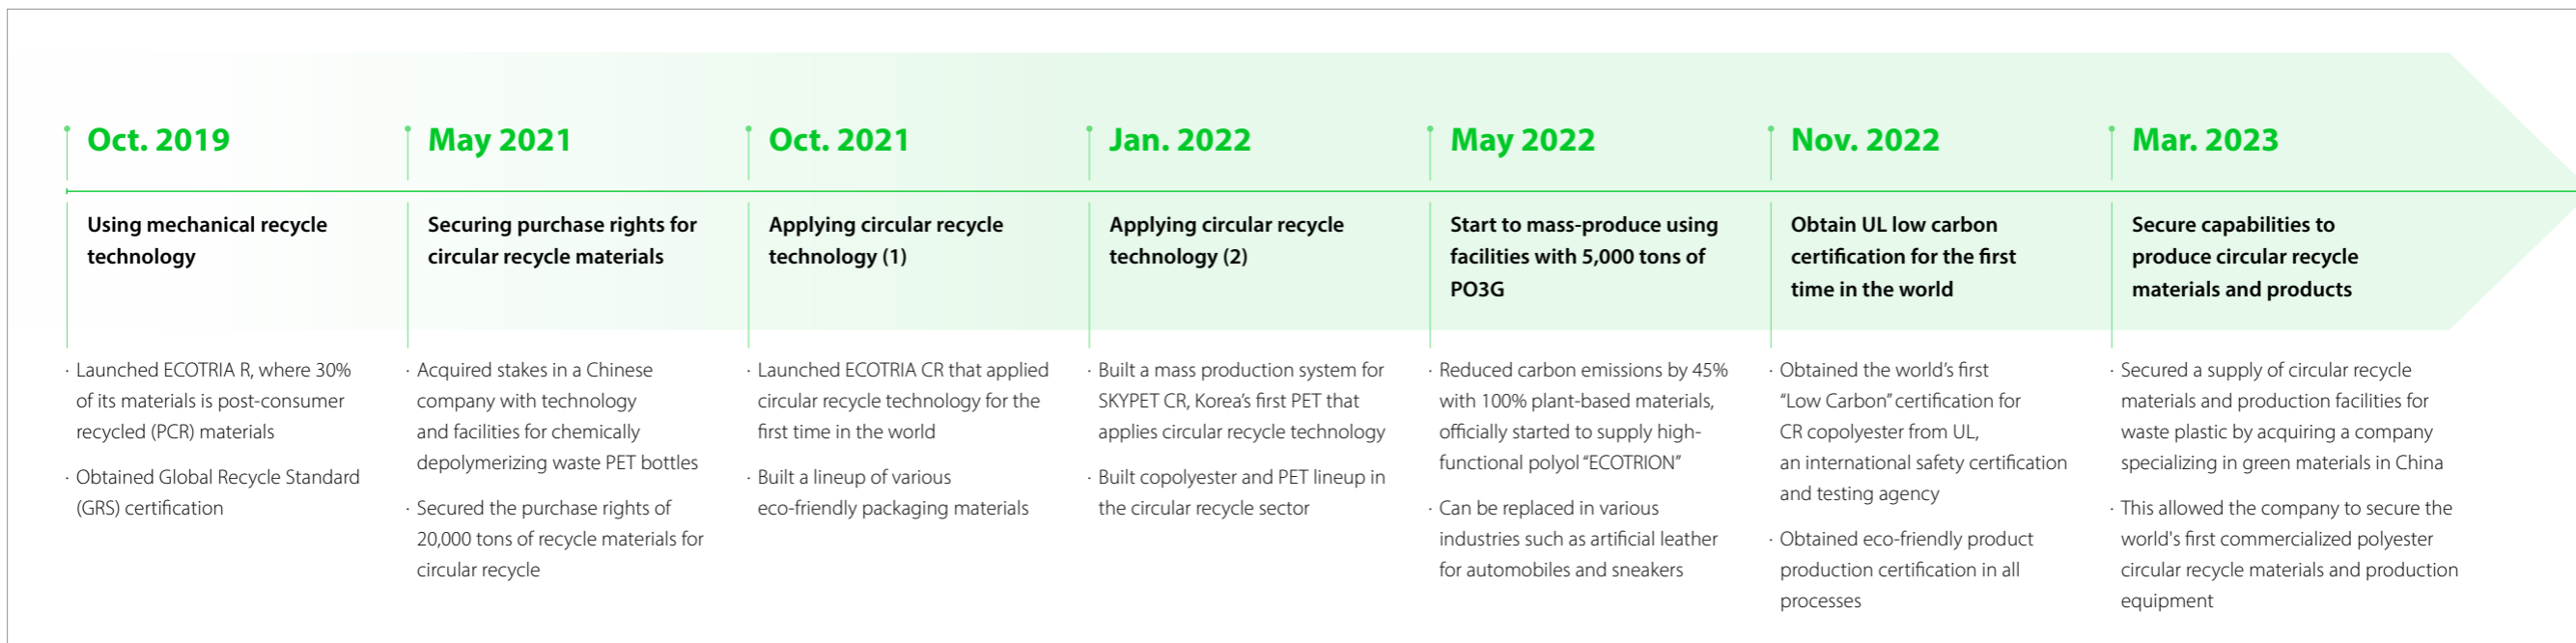 Oct. 2019
Using mechanical recycle
technology
· Launched ECOTRIA R, where 30%
of its materials is post-consumer
recycled (PCR) materials
· Obtained Global Recycle Standard
(GRS) certification
May 2021
Securing purchase rights for
circular recycle materials
· Acquired stakes in a Chinese
company with technology
and facilities for chemically
depolymerizing waste PET bottles
· Secured the purchase rights of
20,000 tons of recycle materials for
circular recycle
Oct. 2021
Applying circular recycle
technology (1)
· Launched ECOTRIA CR that applied
circular recycle technology for the
first time in the world
· Built a lineup of various
eco-friendly packaging materials
Jan. 2022
Applying circular recycle
technology (2)
· Built a mass production system for
SKYPET CR, Korea’s first PET that
applies circular recycle technology
· Built copolyester and PET lineup in
the circular recycle sector
May 2022
Start to mass-produce using
facilities with 5,000 tons of
PO3G
· Reduced carbon emissions by 45%
with 100% plant-based materials,
officially started to supply high-
functional polyol “ECOTRION”
· Can be replaced in various
industries such as artificial leather
for automobiles and sneakers
Nov. 2022
Obtain UL low carbon
certification for the first
time in the world
· Obtained the world’s first
“Low Carbon” certification for
CR copolyester from UL,
an international safety certification
and testing agency
· Obtained eco-friendly product
production certification in all
processes
Mar. 2023
Secure capabilities to
produce circular recycle
materials and products
· Secured a supply of circular recycle
materials and production facilities for
waste plastic by acquiring a company
specializing in green materials in China
· This allowed the company to secure the
world's first commercialized polyester
circular recycle materials and production
equipment